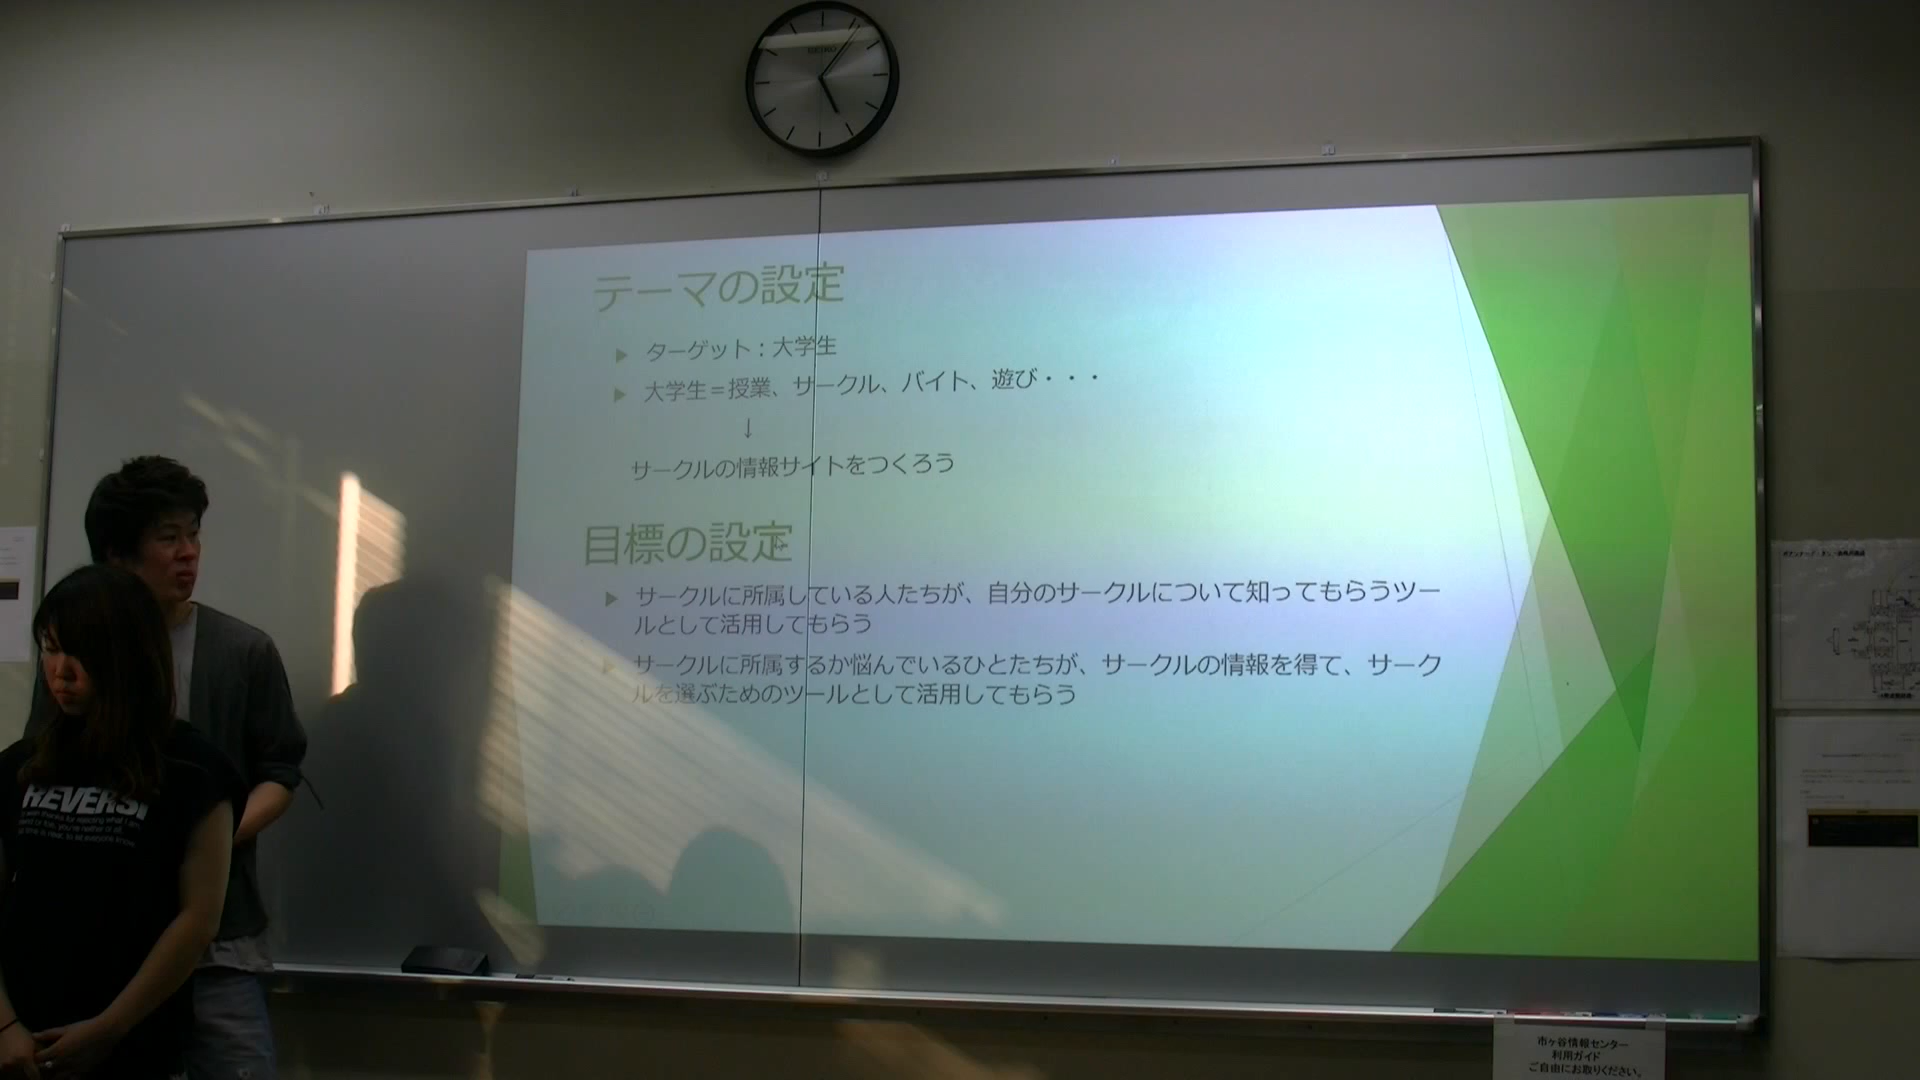 SEIKO
テーマの設定
ターゲット：大学生
大学生＝授業、サークル、バイト、遊び・・・
↓
サークルの情報サイトをつくろう
目標の設定
サークルに所属している人たちが、自分のサークルについて知ってもらうツー
ルとして活用してもらう
サークルに所属するか悩んでいるひとたちが、サークルの情報を得て、サーク
ルを選ぶためのツールとして活用してもらう
REVERSI
市ヶ谷情報センター
利用ガイド
ご自由にお取りください。